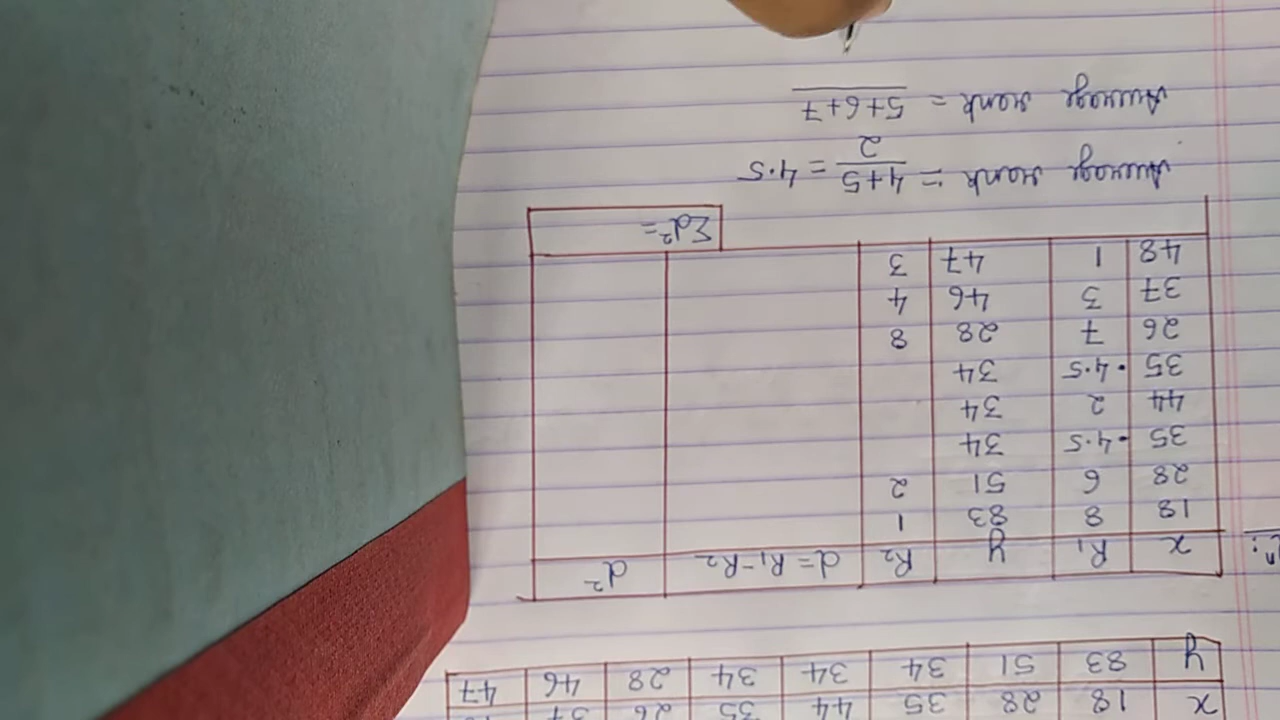 x 18 28 35 44 35 26 37
y 83 51 34 34 34 28 46 47
n:
x R1 y R2 d = R1 - R2 d²
18 8 83 1
28 6 51 2
35 •4.5 34
44 2 34
35 •4.5 34
26 7 28 8
37 3 46 4
48 1 47 3
Σd²=
Average rank = 4+5/2 = 4.5
Average rank = 5+6+7